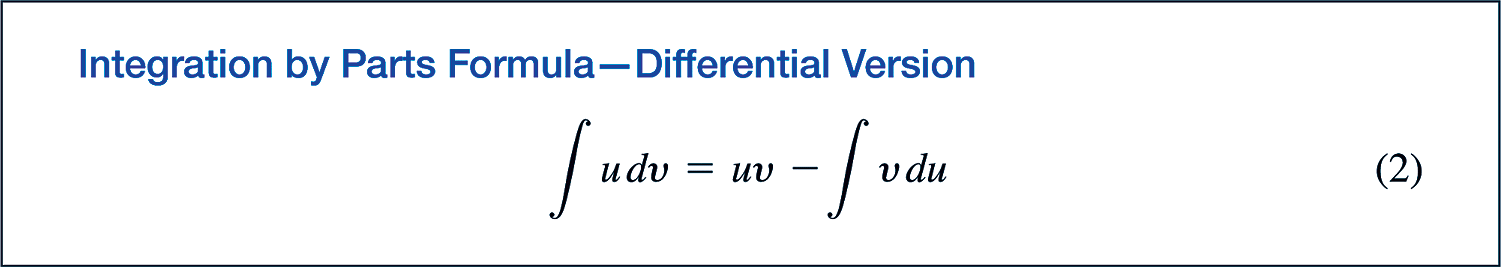 Integration by Parts Formula—Differential Version
∫ u dv = uv − ∫ v du (2)